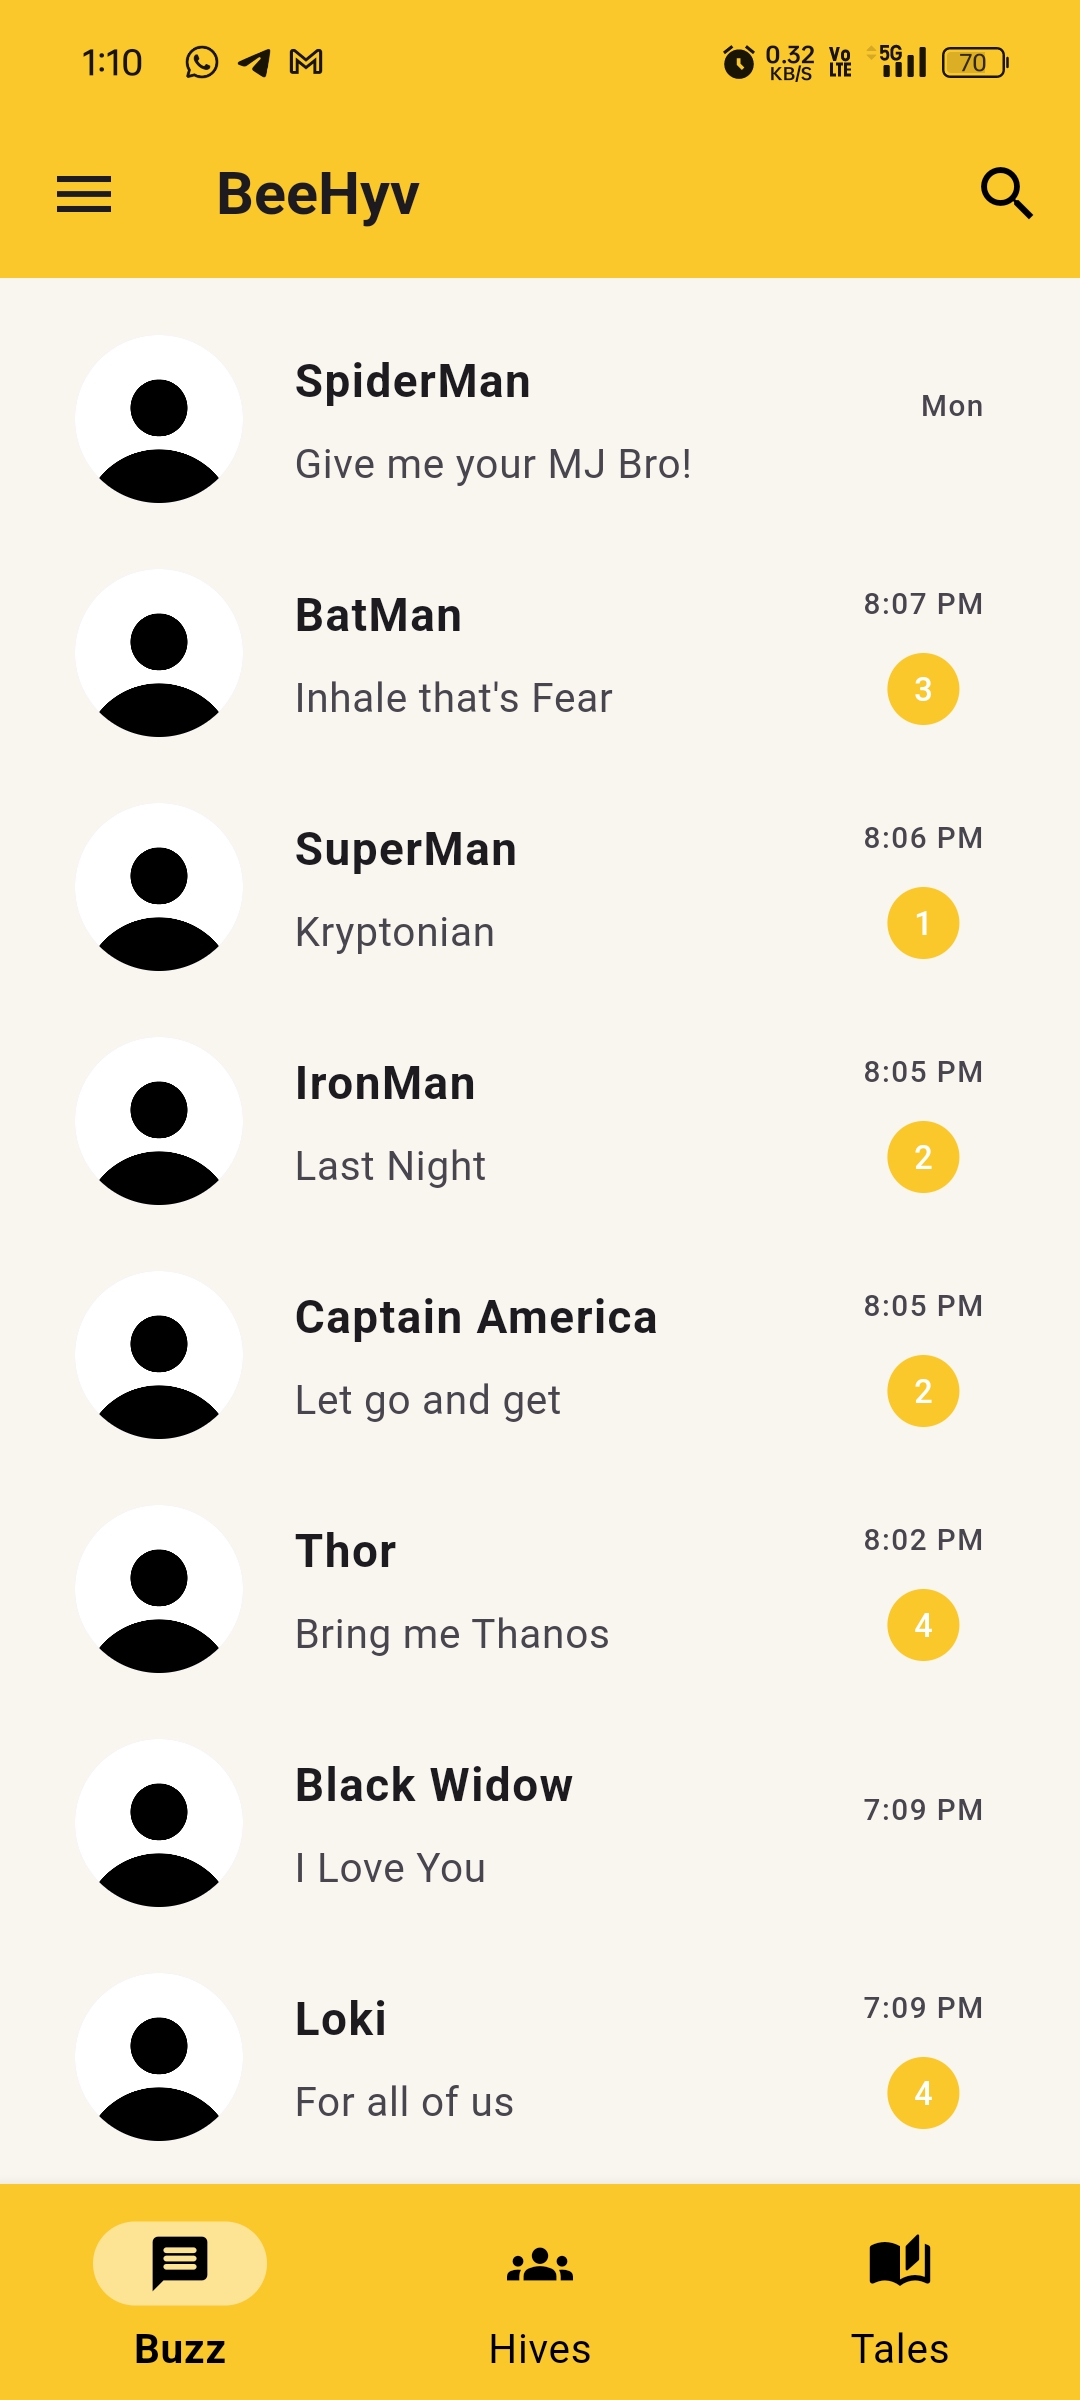 1:10 0.32 KB/S Vo LTE 5G 70
BeeHyv
SpiderMan
Mon
Give me your MJ Bro!
BatMan
8:07 PM
Inhale that's Fear
3
SuperMan
8:06 PM
Kryptonian
1
IronMan
8:05 PM
Last Night
2
Captain America
8:05 PM
Let go and get
2
Thor
8:02 PM
Bring me Thanos
4
Black Widow
7:09 PM
I Love You
Loki
7:09 PM
For all of us
4
Buzz Hives Tales